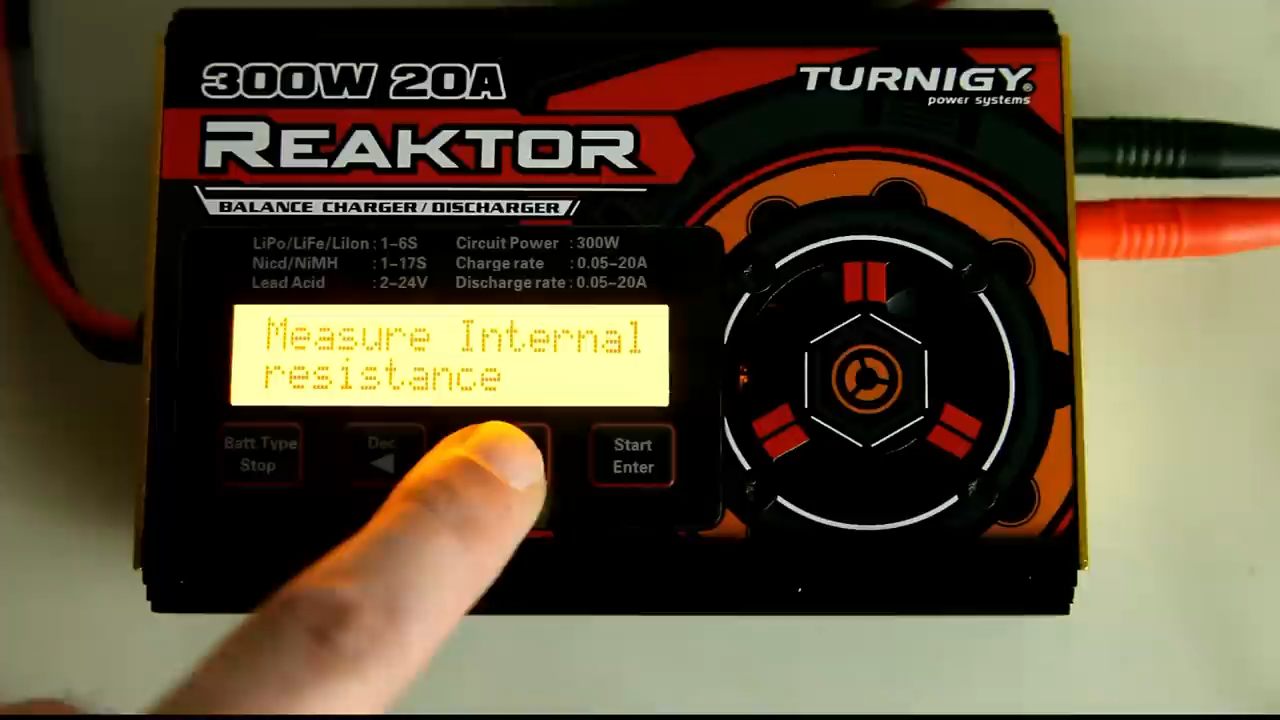 300W 20A
TURNIGY®
power systems
REAKTOR
BALANCE CHARGER/DISCHARGER
LiPo/LiFe/LiIon : 1-6S Circuit Power : 300W
Nicd/NiMH : 1-17S Charge rate : 0.05-20A
Lead Acid : 2-24V Discharge rate : 0.05-20A
Measure Internal
resistance
Batt Type
Stop
Dec
Start
Enter